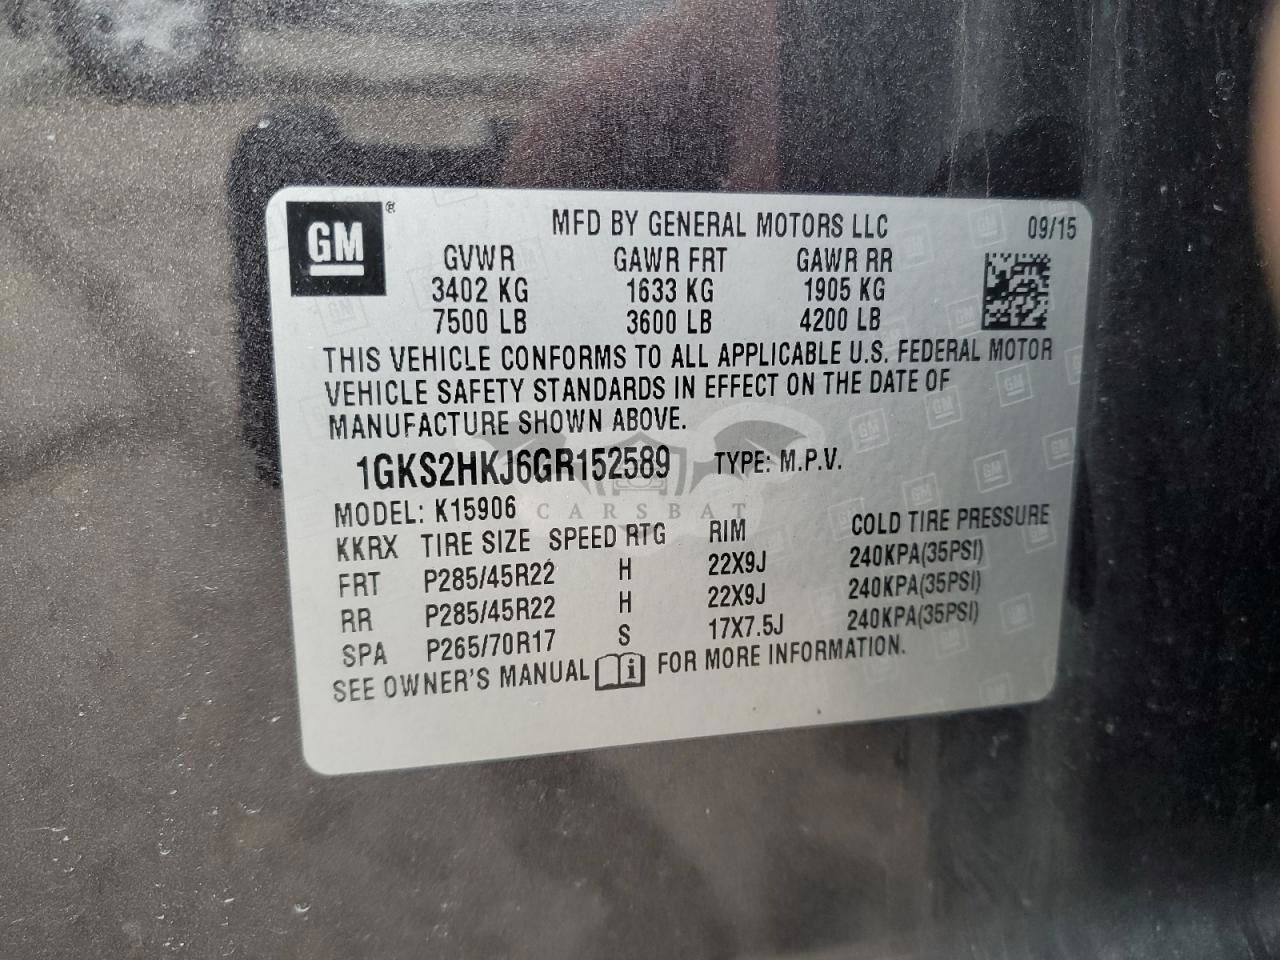 GM®
MFD BY GENERAL MOTORS LLC 09/15
GVWR GAWR FRT GAWR RR
3402 KG 1633 KG 1905 KG
7500 LB 3600 LB 4200 LB
THIS VEHICLE CONFORMS TO ALL APPLICABLE U.S. FEDERAL MOTOR
VEHICLE SAFETY STANDARDS IN EFFECT ON THE DATE OF
MANUFACTURE SHOWN ABOVE.
1GKS2HKJ6GR152589 TYPE: M.P.V.
CARSBAT
MODEL: K15906
KKRX TIRE SIZE SPEED RTG RIM COLD TIRE PRESSURE
FRT P285/45R22 H 22X9J 240KPA(35PSI)
RR P285/45R22 H 22X9J 240KPA(35PSI)
SPA P265/70R17 S 17X7.5J 240KPA(35PSI)
SEE OWNER'S MANUAL FOR MORE INFORMATION.